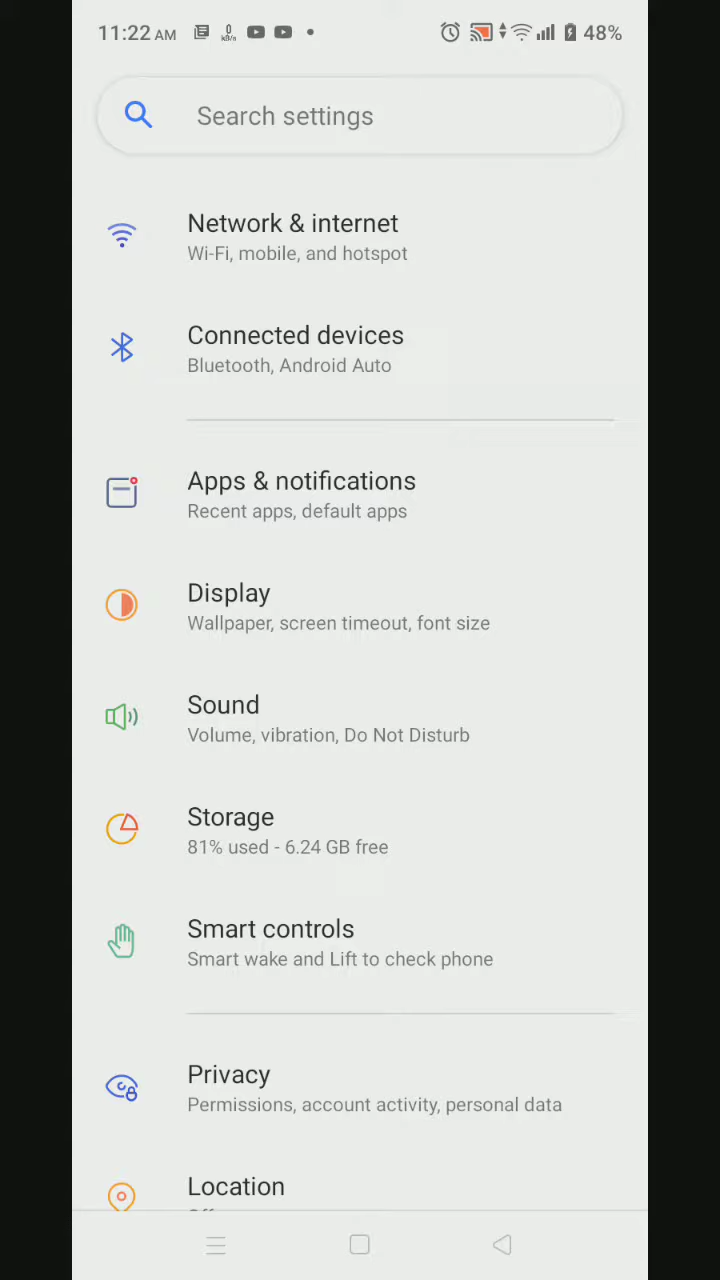 11:22 AM 0 kB/s 48%
Search settings
Network & internet
Wi-Fi, mobile, and hotspot
Connected devices
Bluetooth, Android Auto
Apps & notifications
Recent apps, default apps
Display
Wallpaper, screen timeout, font size
Sound
Volume, vibration, Do Not Disturb
Storage
81% used - 6.24 GB free
Smart controls
Smart wake and Lift to check phone
Privacy
Permissions, account activity, personal data
Location